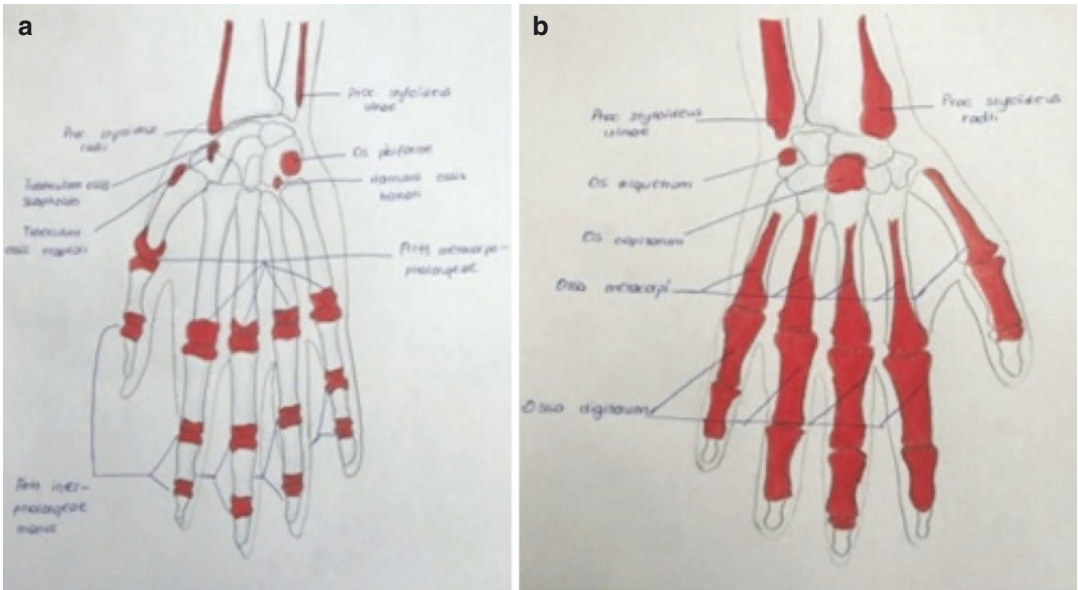 a
Proc styloideus
ulnae
Proc styloideus
radii
Os pisiforme
Hamulus ossis
hamati
Tuberculum ossis
Tuberculum
ossis trapezii
Artt metacarpo-
phalangeae
Artt inter-
phalangeae
manus
b
Proc styloideus
ulnae
Proc styloideus
radii
Os triquetrum
Os capitatum
Ossa metacarpi
Ossa digitorum